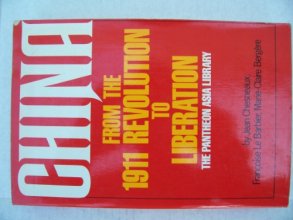 CHINA
FROM THE
1911 REVOLUTION
TO
LIBERATION
THE PANTHEON ASIA LIBRARY
by Jean Chesneaux,
Françoise Le Barbier, Marie-Claire Bergère